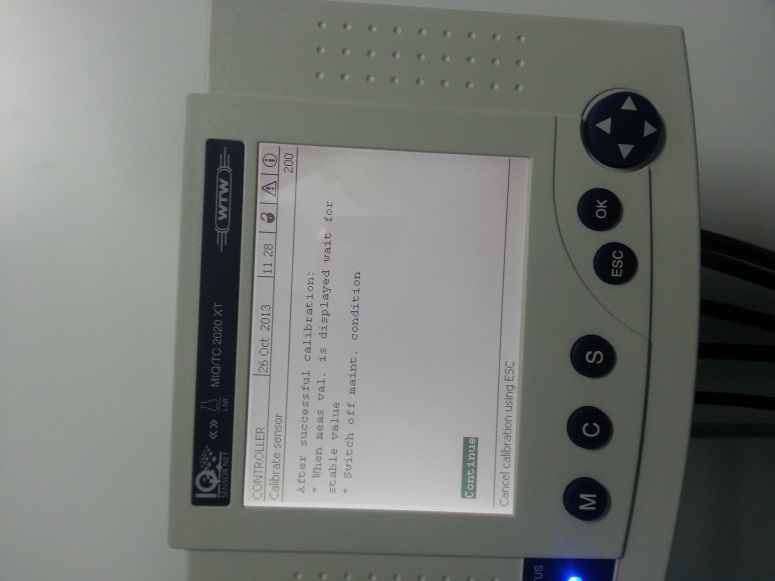 IQ
SENSOR NET
«» LAB MIQ/TC 2020 XT
WTW
CONTROLLER 26 Oct 2013 11 28
Calibrate sensor 200
After successful calibration:
* When meas val. is displayed wait for
stable value
* Switch off maint. condition
Continue
Cancel calibration using ESC
M
C
S
ESC
OK
TUS